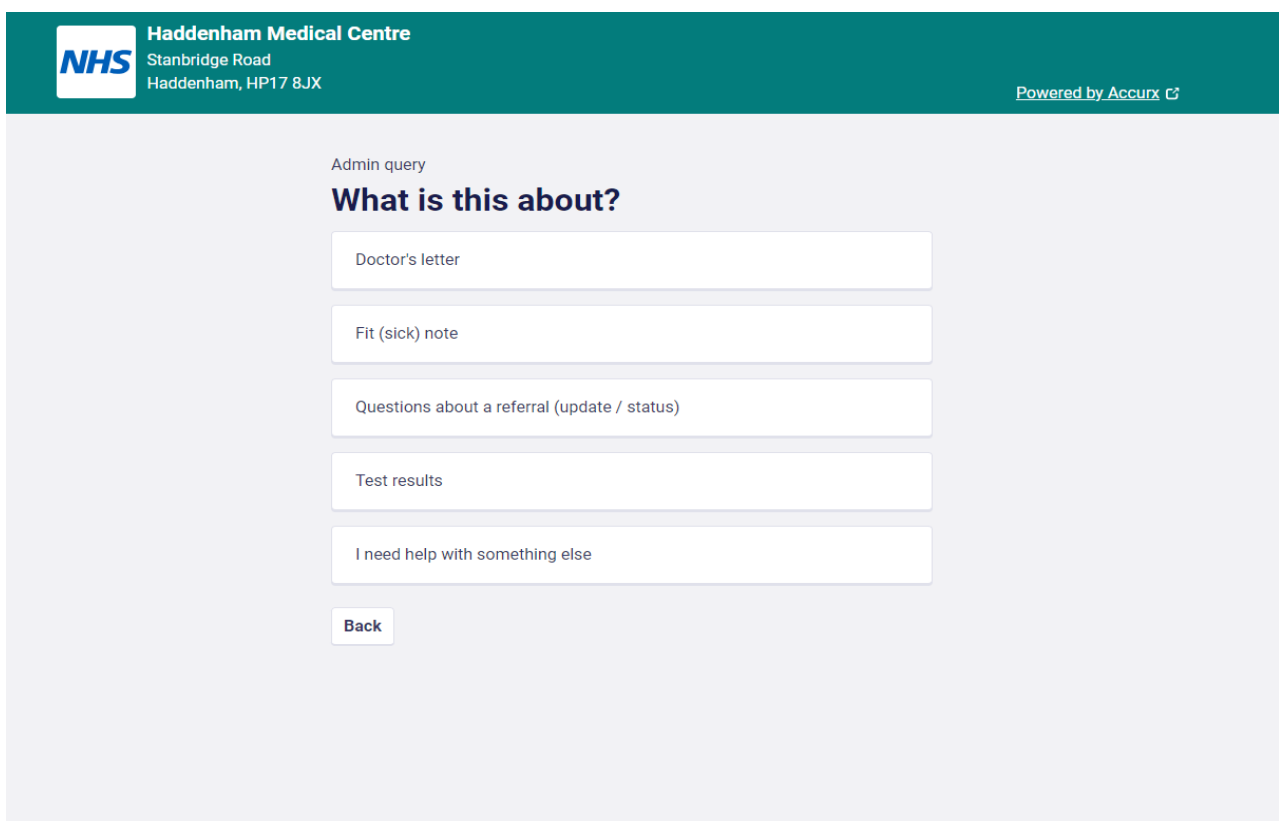 NHS
Haddenham Medical Centre
Stanbridge Road
Haddenham, HP17 8JX
Powered by Accurx
Admin query
What is this about?
Doctor's letter
Fit (sick) note
Questions about a referral (update / status)
Test results
I need help with something else
Back